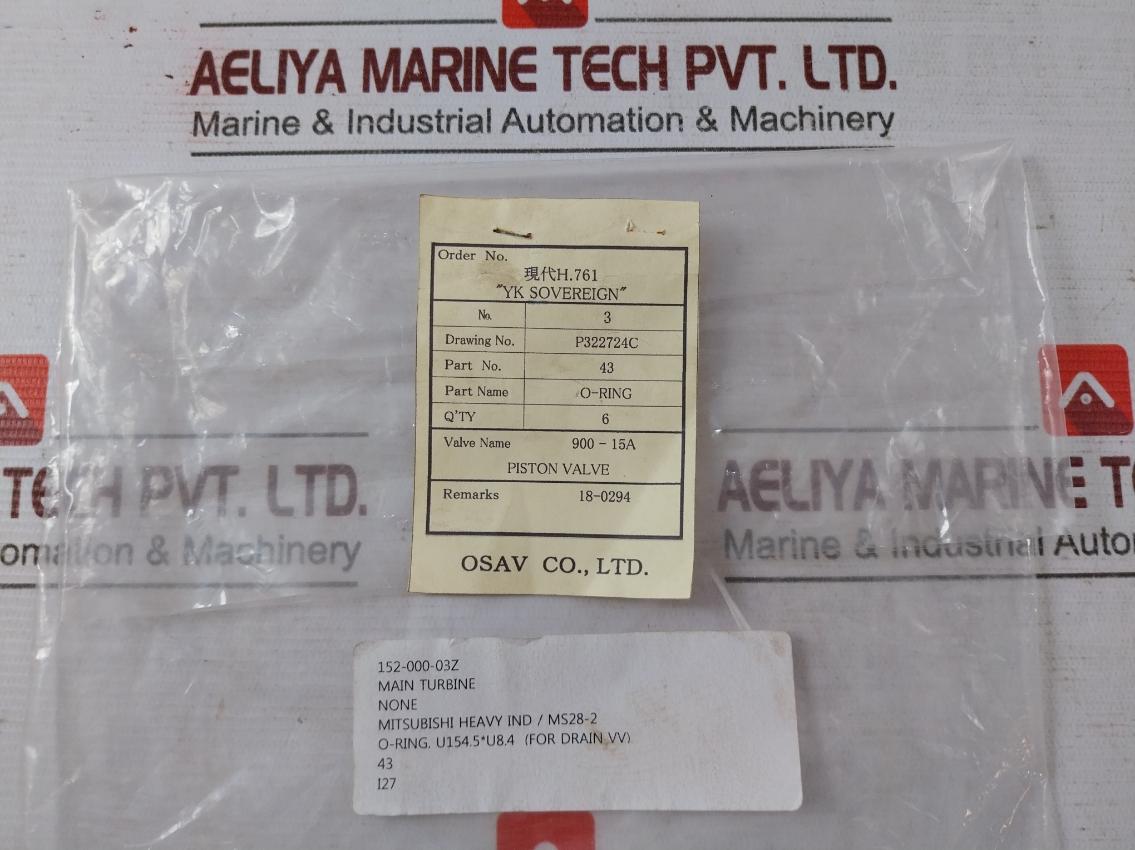 AELIYA MARINE TECH PVT. LTD.
Marine & Industrial Automation & Machinery
Order No.
現代H.761
"YK SOVEREIGN"
No. 3
Drawing No. P322724C
Part No. 43
Part Name O-RING
Q'TY 6
Valve Name 900 - 15A
PISTON VALVE
Remarks 18-0294
OSAV CO., LTD.
TECH PVT. LTD.
omation & Machinery
AELIYA MARINE T
Marine & Industrial Auto
152-000-03Z
MAIN TURBINE
NONE
MITSUBISHI HEAVY IND / MS28-2
O-RING. U154.5*U8.4 (FOR DRAIN VV)
43
I27